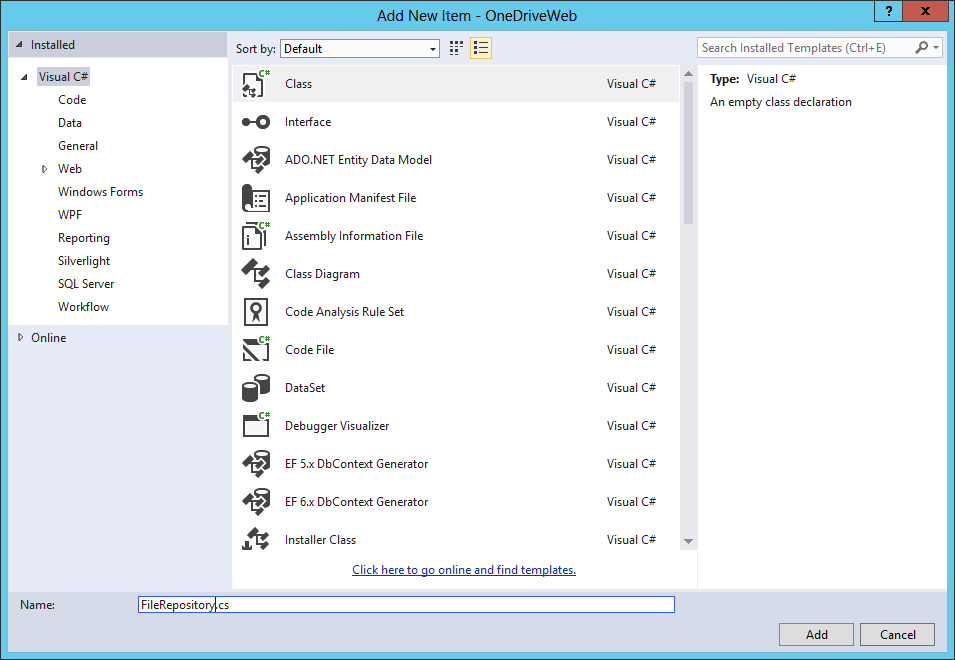 Add New Item - OneDriveWeb
?
x
Installed
Sort by: Default
Search Installed Templates (Ctrl+E)
Visual C#
Code
Data
General
Web
Windows Forms
WPF
Reporting
Silverlight
SQL Server
Workflow
Online
C# Class Visual C#
Interface Visual C#
ADO.NET Entity Data Model Visual C#
Application Manifest File Visual C#
C# Assembly Information File Visual C#
Class Diagram Visual C#
Code Analysis Rule Set Visual C#
C# Code File Visual C#
DataSet Visual C#
C# Debugger Visualizer Visual C#
EF 5.x DbContext Generator Visual C#
EF 6.x DbContext Generator Visual C#
Installer Class Visual C#
Click here to go online and find templates.
Type: Visual C#
An empty class declaration
Name: FileRepository.cs
Add
Cancel